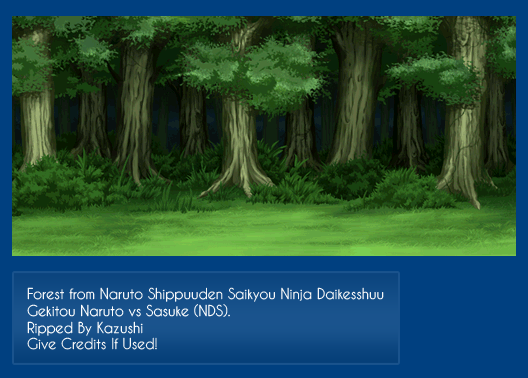 Forest from Naruto Shippuuden Saikyou Ninja Daikesshuu
Gekitou Naruto vs Sasuke (NDS).
Ripped By Kazushi
Give Credits If Used!